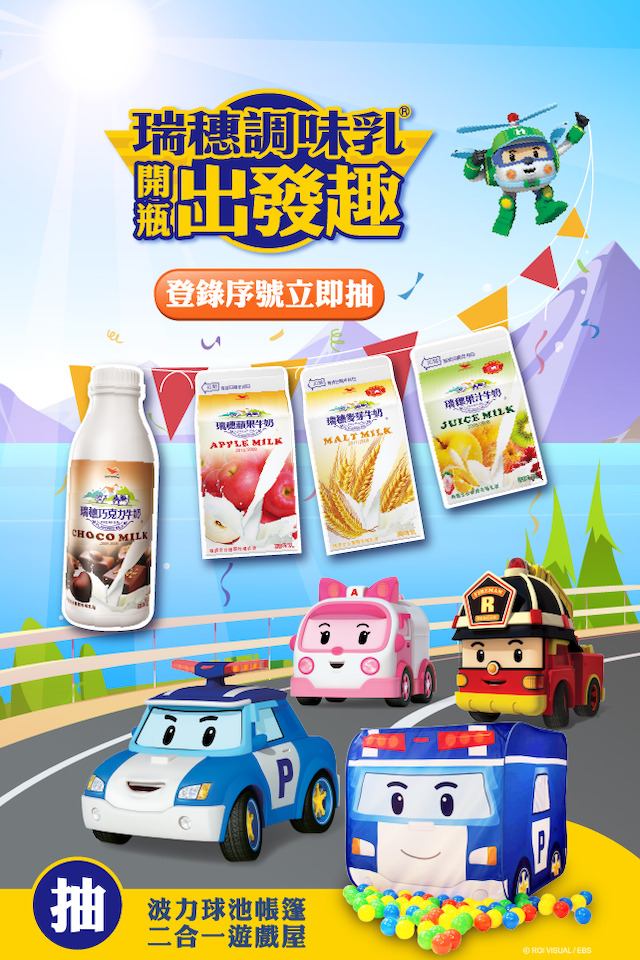 瑞穗調味乳®
開瓶
出發趣
登錄序號立即抽
瑞穗巧克力牛奶
CHOCO MILK
瑞穗蘋果牛奶
APPLE MILK
瑞穗麥芽牛奶
MALT MILK
瑞穗果汁牛奶
JUICE MILK
A
FIREMAN
R
P
P
H
抽
波力球池帳篷
二合一遊戲屋
© ROI VISUAL / EBS